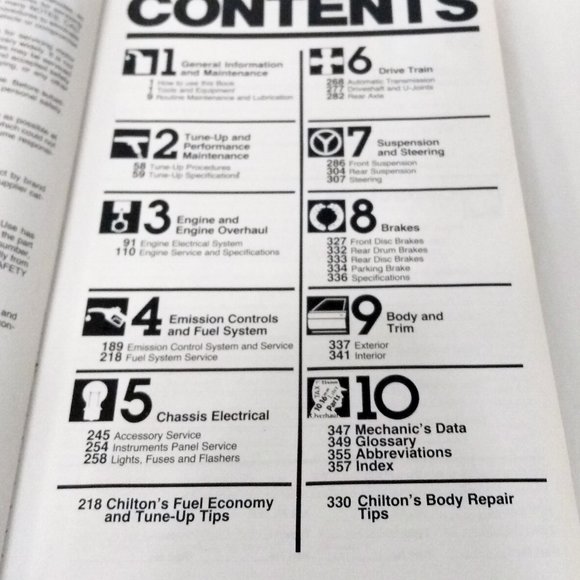 CONTENTS
1 General Information
and Maintenance
1 How to use this Book
1 Tools and Equipment
9 Routine Maintenance and Lubrication
2 Tune-Up and
Performance
Maintenance
58 Tune-Up Procedures
59 Tune-Up Specifications
3 Engine and
Engine Overhaul
91 Engine Electrical System
110 Engine Service and Specifications
4 Emission Controls
and Fuel System
189 Emission Control System and Service
218 Fuel System Service
5 Chassis Electrical
245 Accessory Service
254 Instruments Panel Service
258 Lights, Fuses and Flashers
218 Chilton's Fuel Economy
and Tune-Up Tips
6 Drive Train
268 Automatic Transmission
277 Driveshaft and U-Joints
282 Rear Axle
7 Suspension
and Steering
286 Front Suspension
304 Rear Suspension
307 Steering
8 Brakes
327 Front Disc Brakes
332 Rear Drum Brakes
333 Rear Disc Brakes
334 Parking Brake
336 Specifications
9 Body and
Trim
337 Exterior
341 Interior
10
Parts
Overhaul
347 Mechanic's Data
349 Glossary
355 Abbreviations
357 Index
330 Chilton's Body Repair
Tips